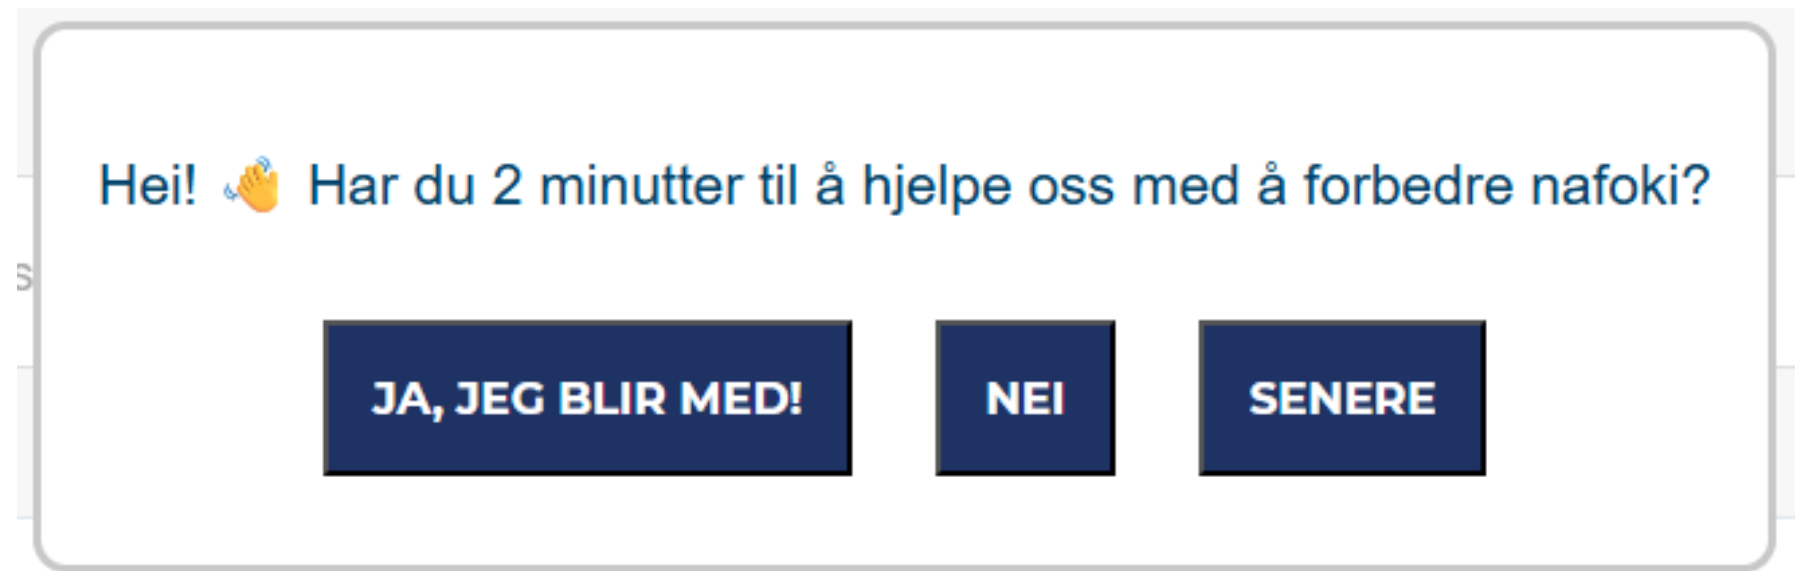 Hei! 👋 Har du 2 minutter til å hjelpe oss med å forbedre nafoki?
s
JA, JEG BLIR MED! NEI SENERE